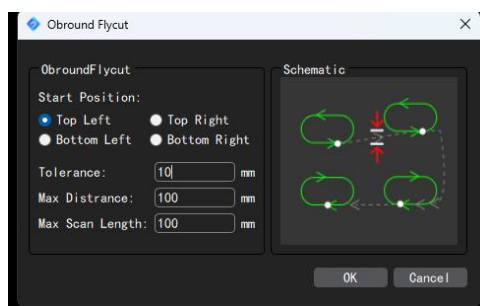 Obround Flycut
ObroundFlycut
Start Position:
Top Left Top Right
Bottom Left Bottom Right
Tolerance: 10 mm
Max Distrance: 100 mm
Max Scan Length: 100 mm
Schematic
OK Cancel